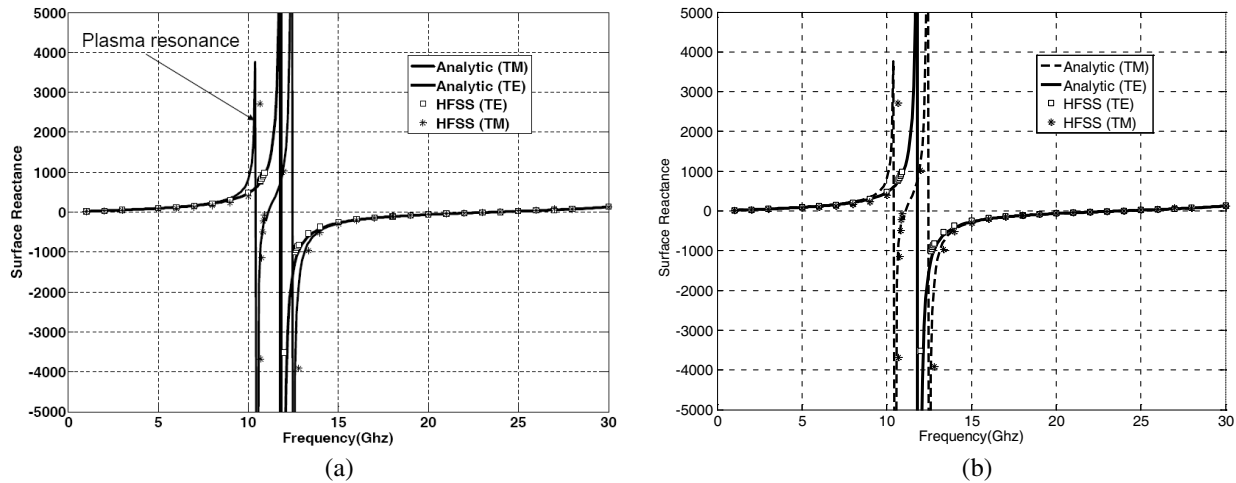 5000
4000
3000
2000
1000
0
-1000
-2000
-3000
-4000
-5000
Surface Reactance
Plasma resonance
Analytic (TM)
Analytic (TE)
HFSS (TE)
HFSS (TM)
0 5 10 15 20 25 30
Frequency(Ghz)
(a)
5000
4000
3000
2000
1000
0
-1000
-2000
-3000
-4000
-5000
Surface Reactance
Analytic (TM)
Analytic (TE)
HFSS (TE)
HFSS (TM)
0 5 10 15 20 25 30
Frequency(Ghz)
(b)